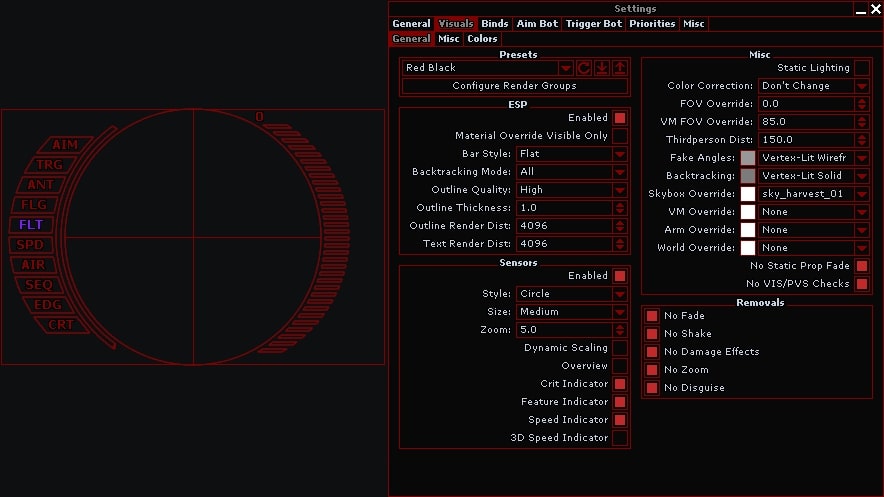 0
AIM
TRG
ANT
FLG
FLT
SPD
AIR
SEQ
EDG
CRT
Settings
General Visuals Binds Aim Bot Trigger Bot Priorities Misc
General Misc Colors
Presets
Red Black
Configure Render Groups
ESP
Enabled
Material Override Visible Only
Bar Style: Flat
Backtracking Mode: All
Outline Quality: High
Outline Thickness: 1.0
Outline Render Dist: 4096
Text Render Dist: 4096
Sensors
Enabled
Style: Circle
Size: Medium
Zoom: 5.0
Dynamic Scaling
Overview
Crit Indicator
Feature Indicator
Speed Indicator
3D Speed Indicator
Misc
Static Lighting
Color Correction: Don't Change
FOV Override: 0.0
VM FOV Override: 85.0
Thirdperson Dist: 150.0
Fake Angles: Vertex-Lit Wirefr
Backtracking: Vertex-Lit Solid
Skybox Override: sky_harvest_01
VM Override: None
Arm Override: None
World Override: None
No Static Prop Fade
No VIS/PVS Checks
Removals
No Fade
No Shake
No Damage Effects
No Zoom
No Disguise